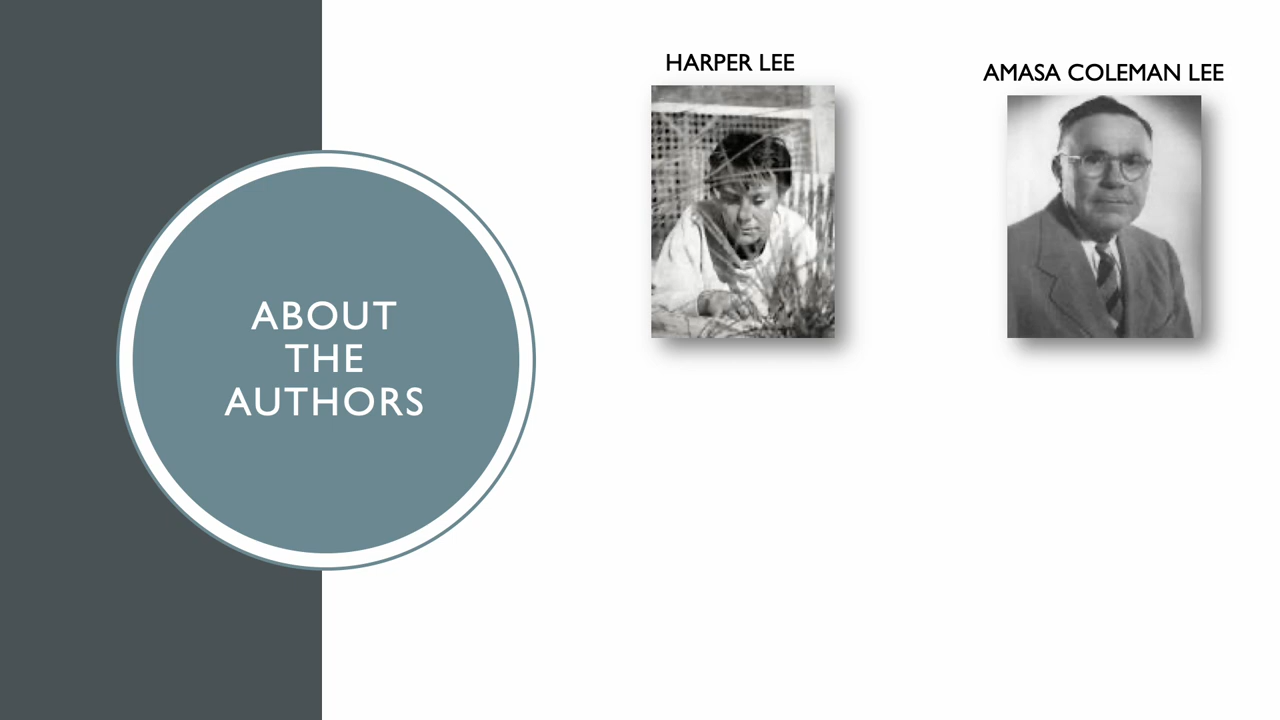 HARPER LEE
AMASA COLEMAN LEE
ABOUT
THE
AUTHORS